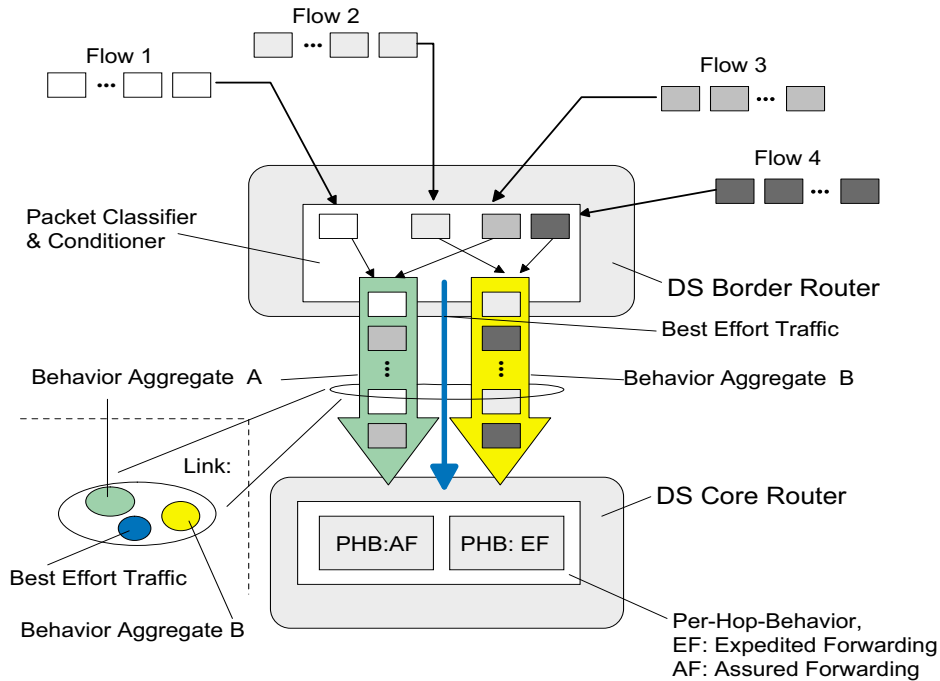 Flow 2
Flow 1
Flow 3
Flow 4
Packet Classifier
& Conditioner
DS Border Router
Best Effort Traffic
Behavior Aggregate A
Behavior Aggregate B
Link:
DS Core Router
PHB:AF
PHB: EF
Best Effort Traffic
Behavior Aggregate B
Per-Hop-Behavior,
EF: Expedited Forwarding
AF: Assured Forwarding